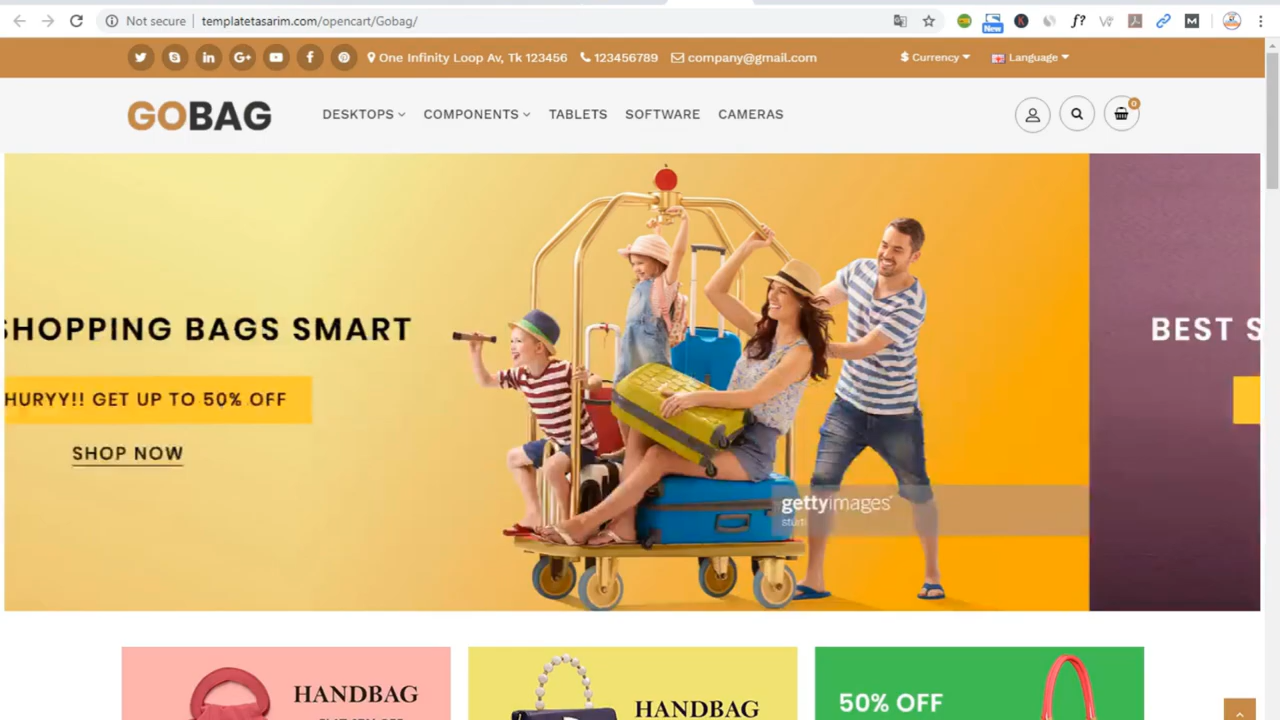 Not secure templatetasarim.com/opencart/Gobag/
New
One Infinity Loop Av, Tk 123456 123456789 company@gmail.com $ Currency Language
GOBAG DESKTOPS COMPONENTS TABLETS SOFTWARE CAMERAS 0
SHOPPING BAGS SMART
HURYY!! GET UP TO 50% OFF
SHOP NOW
BEST S
gettyimages
HANDBAG
HANDBAG
50% OFF